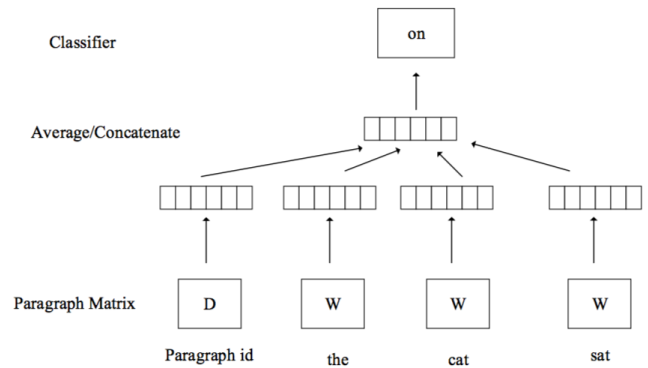 Classifier
on
Average/Concatenate
Paragraph Matrix
D
W
W
W
Paragraph id
the
cat
sat